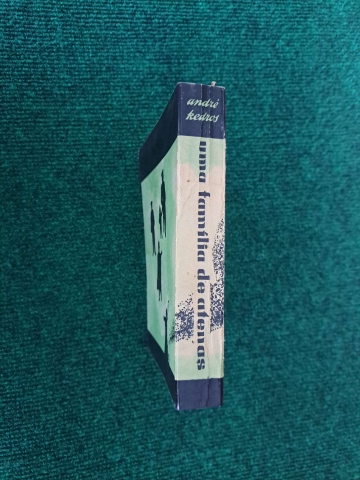 andré
kedros
uma família de atenas